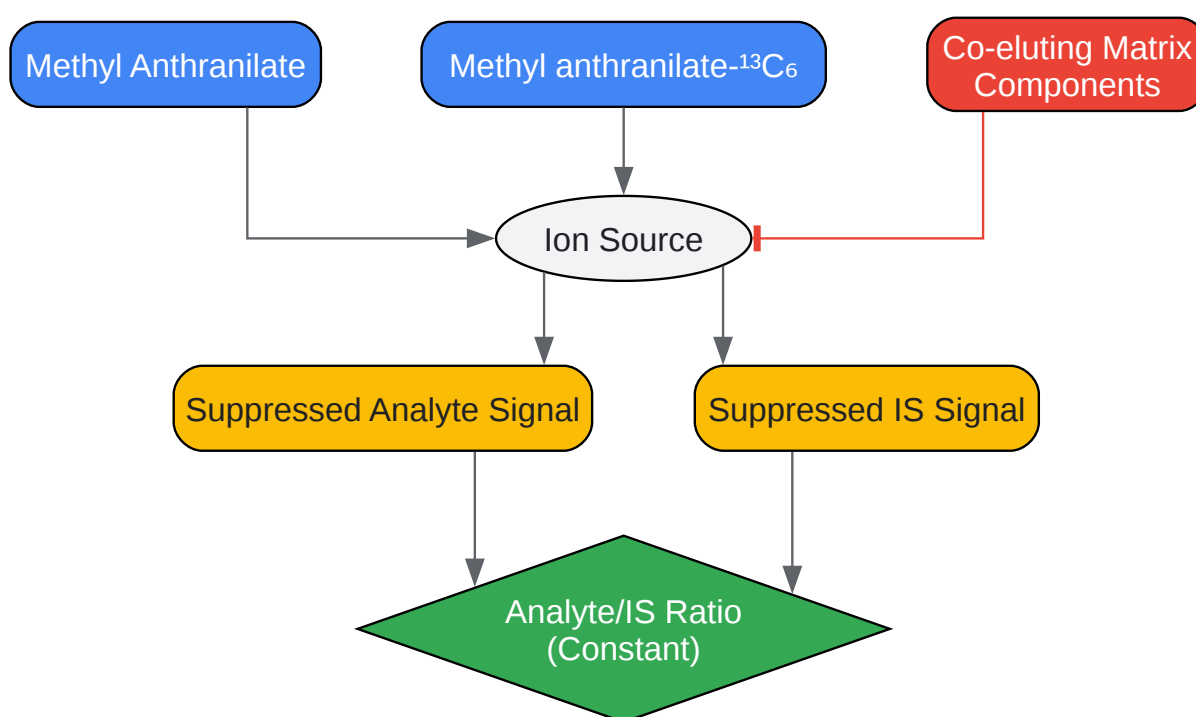 Methyl Anthranilate
Methyl anthranilate-¹³C₆
Co-eluting Matrix
Components
Ion Source
Suppressed Analyte Signal
Suppressed IS Signal
Analyte/IS Ratio
(Constant)